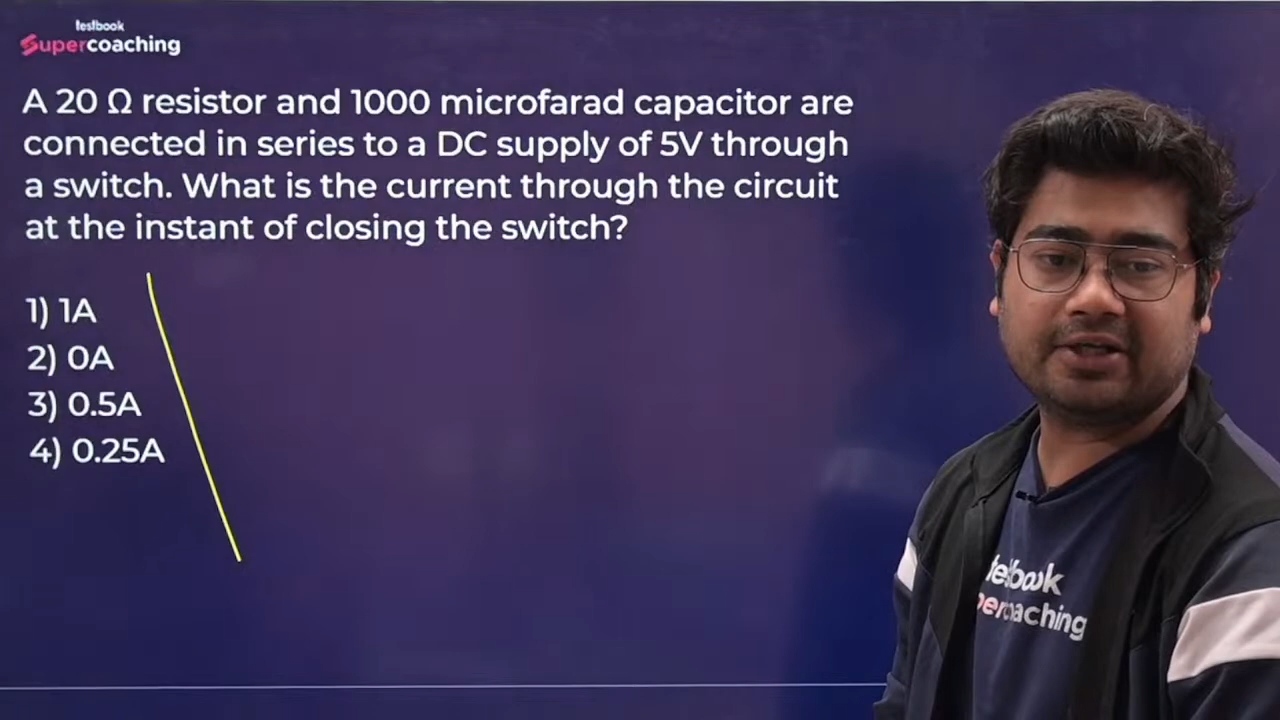 testbook
Supercoaching
A 20 Ω resistor and 1000 microfarad capacitor are
connected in series to a DC supply of 5V through
a switch. What is the current through the circuit
at the instant of closing the switch?
1) 1A
2) 0A
3) 0.5A
4) 0.25A
testbook
percoaching